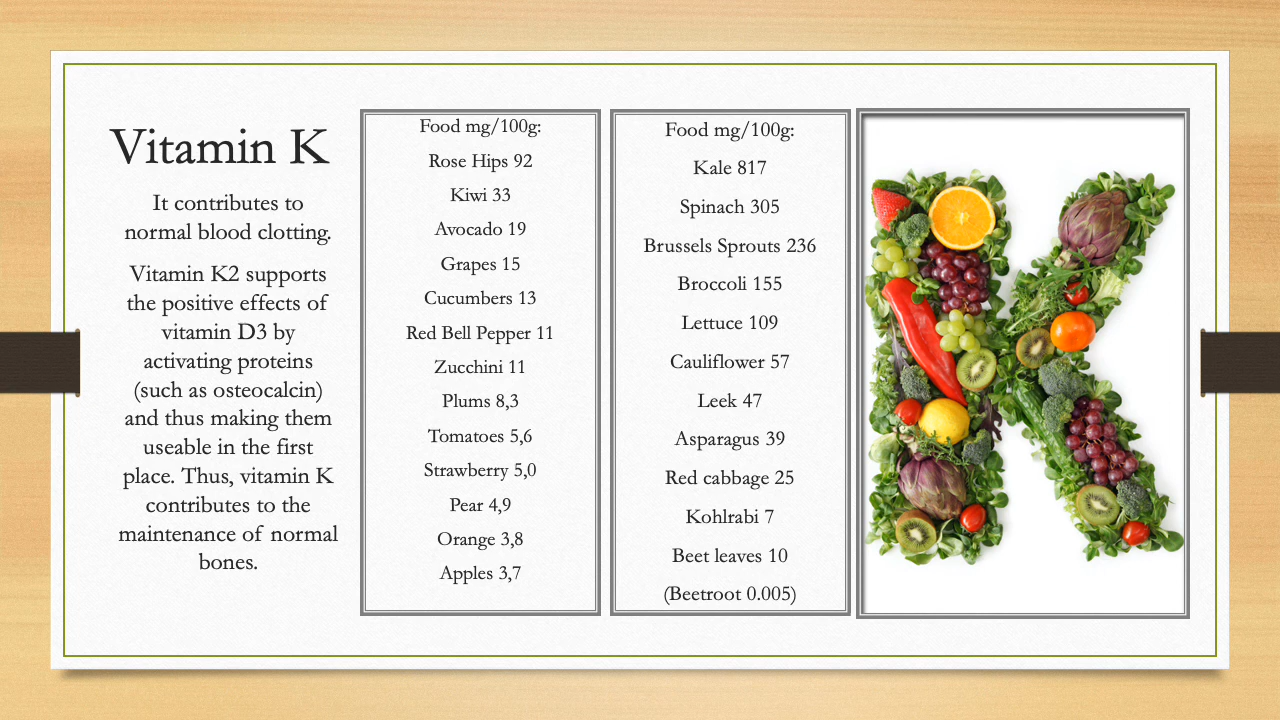 Vitamin K
It contributes to
normal blood clotting.
Vitamin K2 supports
the positive effects of
vitamin D3 by
activating proteins
(such as osteocalcin)
and thus making them
useable in the first
place. Thus, vitamin K
contributes to the
maintenance of normal
bones.
Food mg/100g:
Rose Hips 92
Kiwi 33
Avocado 19
Grapes 15
Cucumbers 13
Red Bell Pepper 11
Zucchini 11
Plums 8,3
Tomatoes 5,6
Strawberry 5,0
Pear 4,9
Orange 3,8
Apples 3,7
Food mg/100g:
Kale 817
Spinach 305
Brussels Sprouts 236
Broccoli 155
Lettuce 109
Cauliflower 57
Leek 47
Asparagus 39
Red cabbage 25
Kohlrabi 7
Beet leaves 10
(Beetroot 0.005)